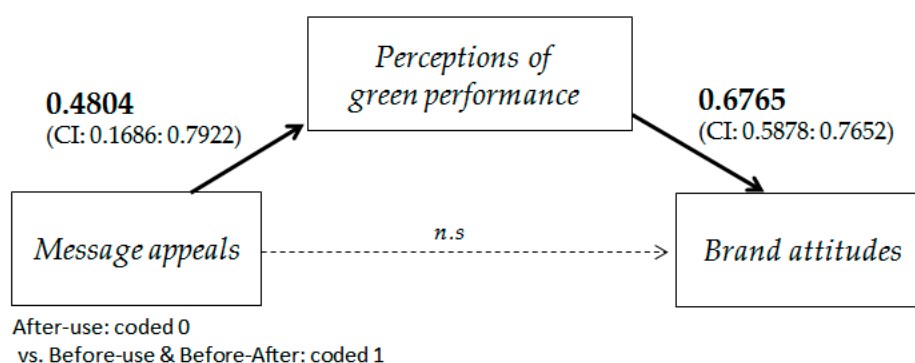 Perceptions of
green performance
0.4804
(CI: 0.1686: 0.7922)
0.6765
(CI: 0.5878: 0.7652)
Message appeals
n.s
Brand attitudes
After-use: coded 0
vs. Before-use & Before-After: coded 1